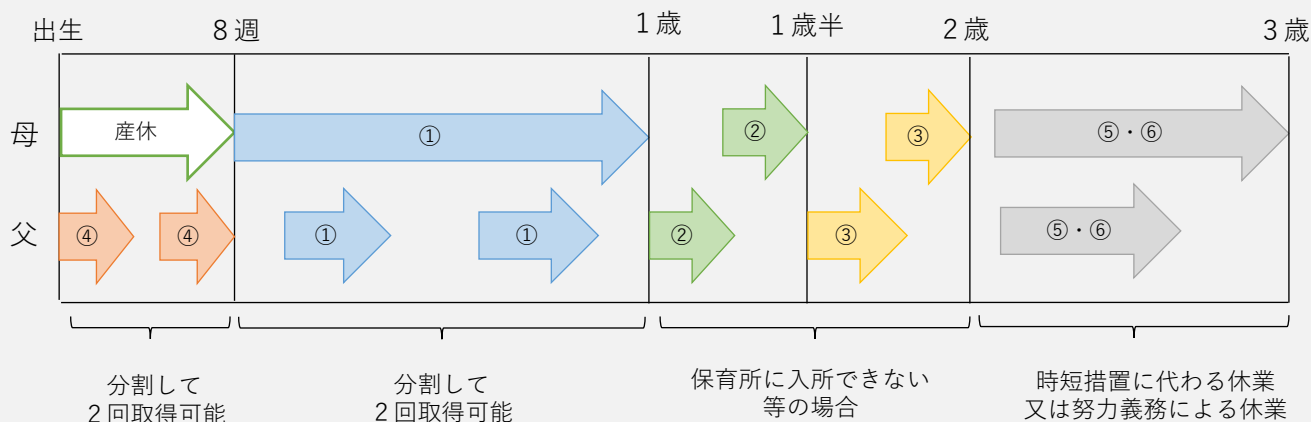 出生
８週
１歳
１歳半
２歳
３歳
母
産休
①
②
③
⑤・⑥
父
④
④
①
①
②
③
⑤・⑥
分割して
２回取得可能
分割して
２回取得可能
保育所に入所できない
等の場合
時短措置に代わる休業
又は努力義務による休業